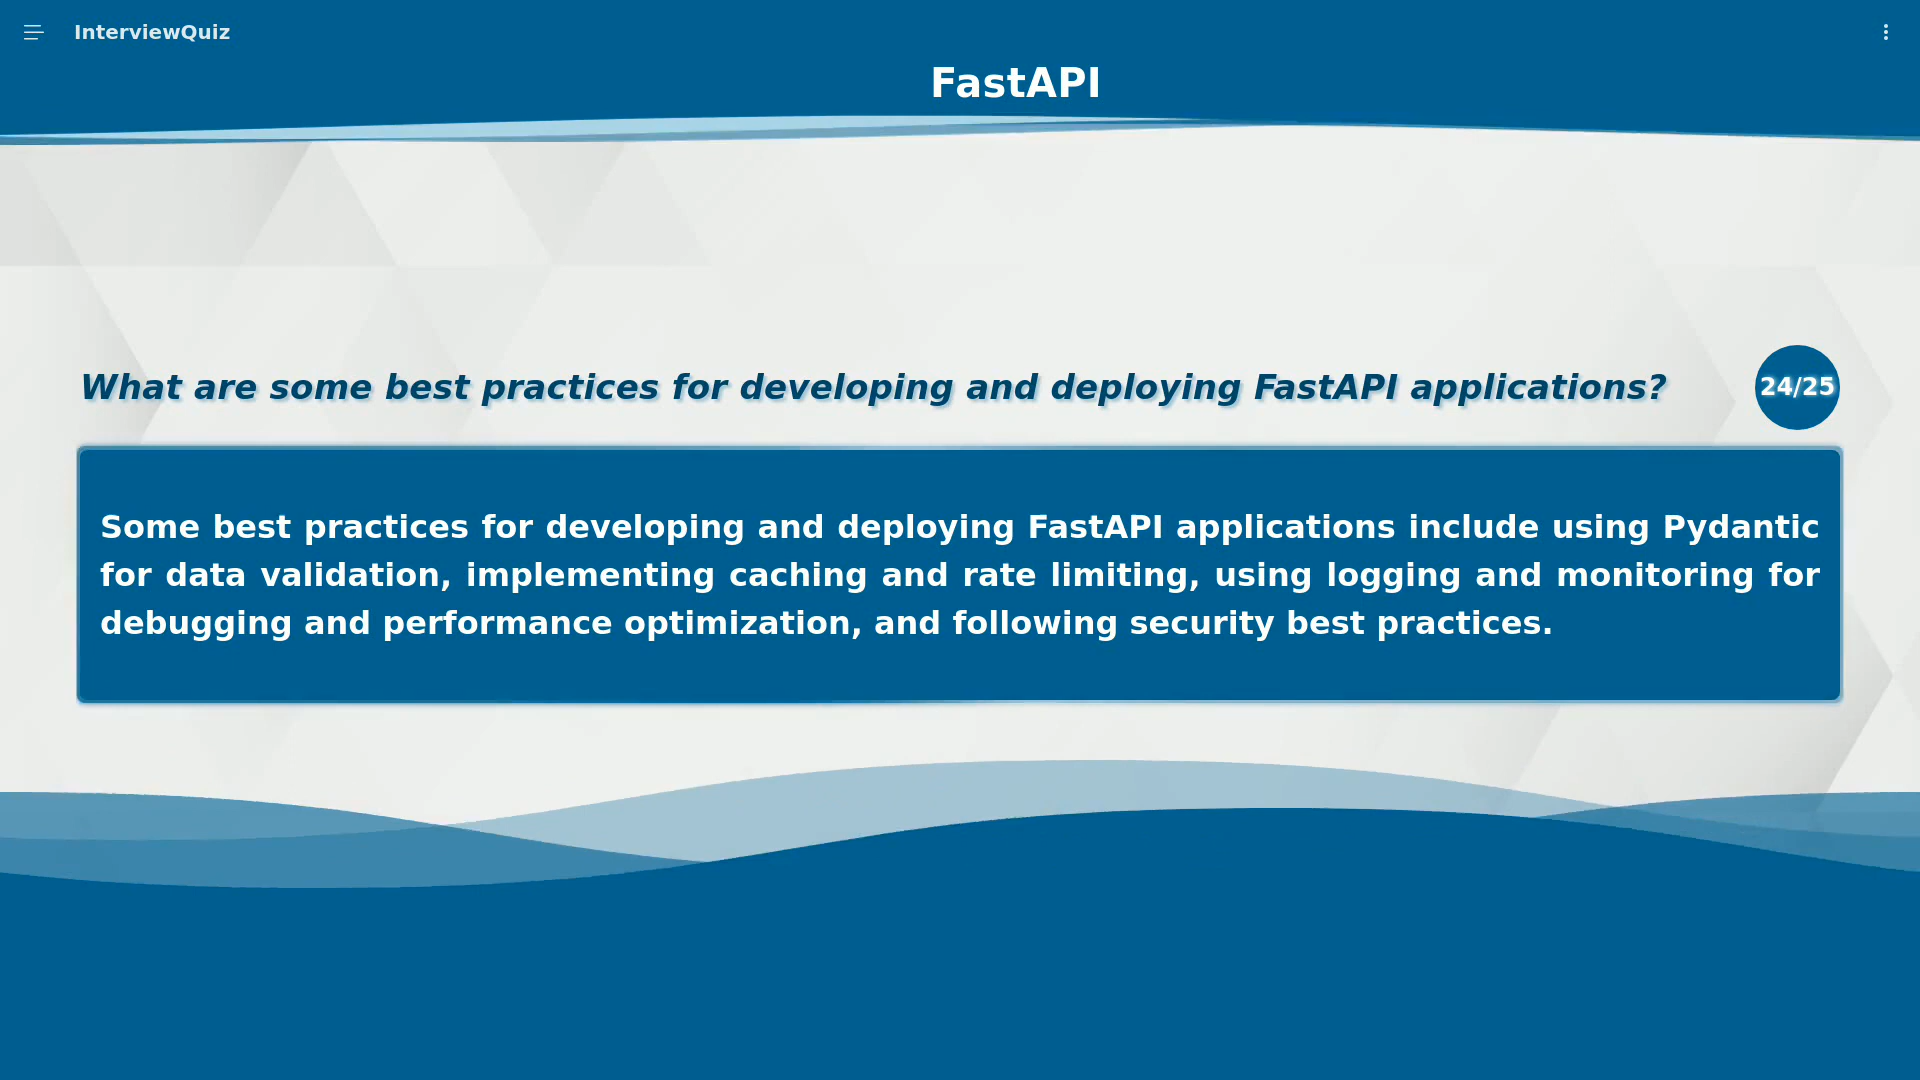 InterviewQuiz
FastAPI
What are some best practices for developing and deploying FastAPI applications?
24/25
Some best practices for developing and deploying FastAPI applications include using Pydantic
for data validation, implementing caching and rate limiting, using logging and monitoring for
debugging and performance optimization, and following security best practices.